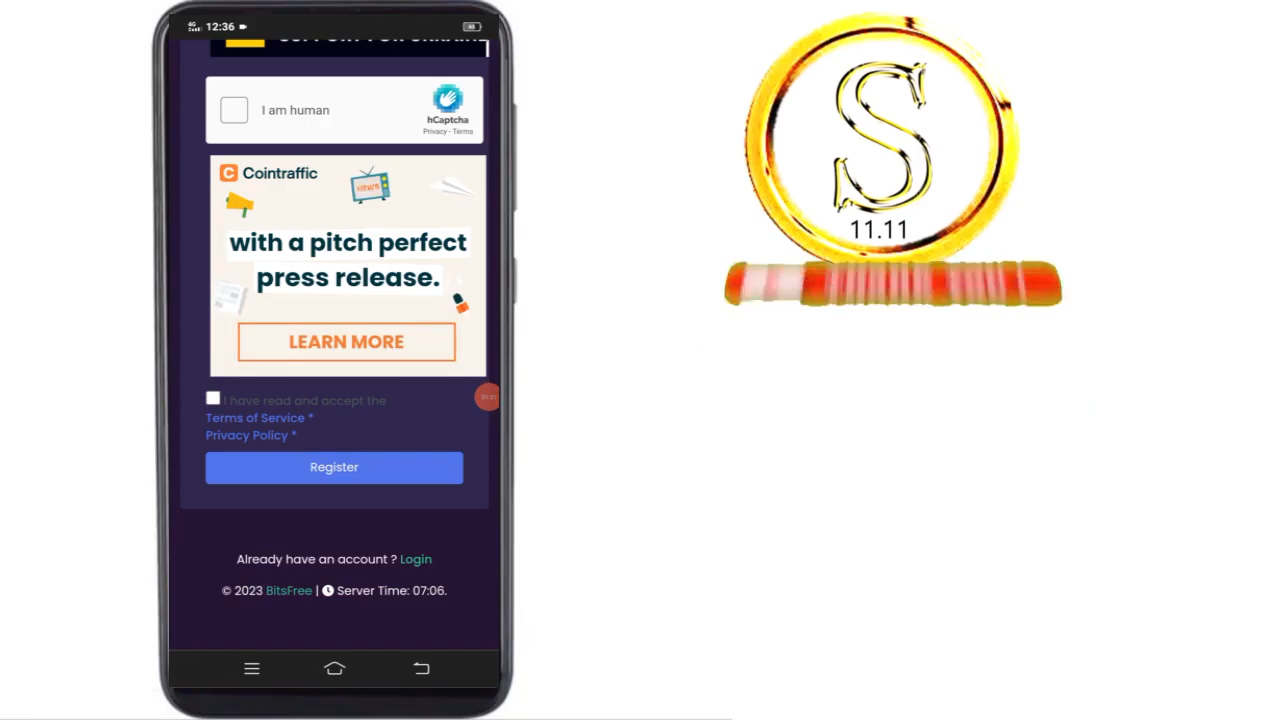 4G
12:36
I am human
hCaptcha
Privacy - Terms
C Cointraffic
NEWS
with a pitch perfect
press release.
LEARN MORE
I have read and accept the
Terms of Service *
Privacy Policy *
Register
Already have an account ? Login
© 2023 BitsFree | Server Time: 07:06.
S
11.11